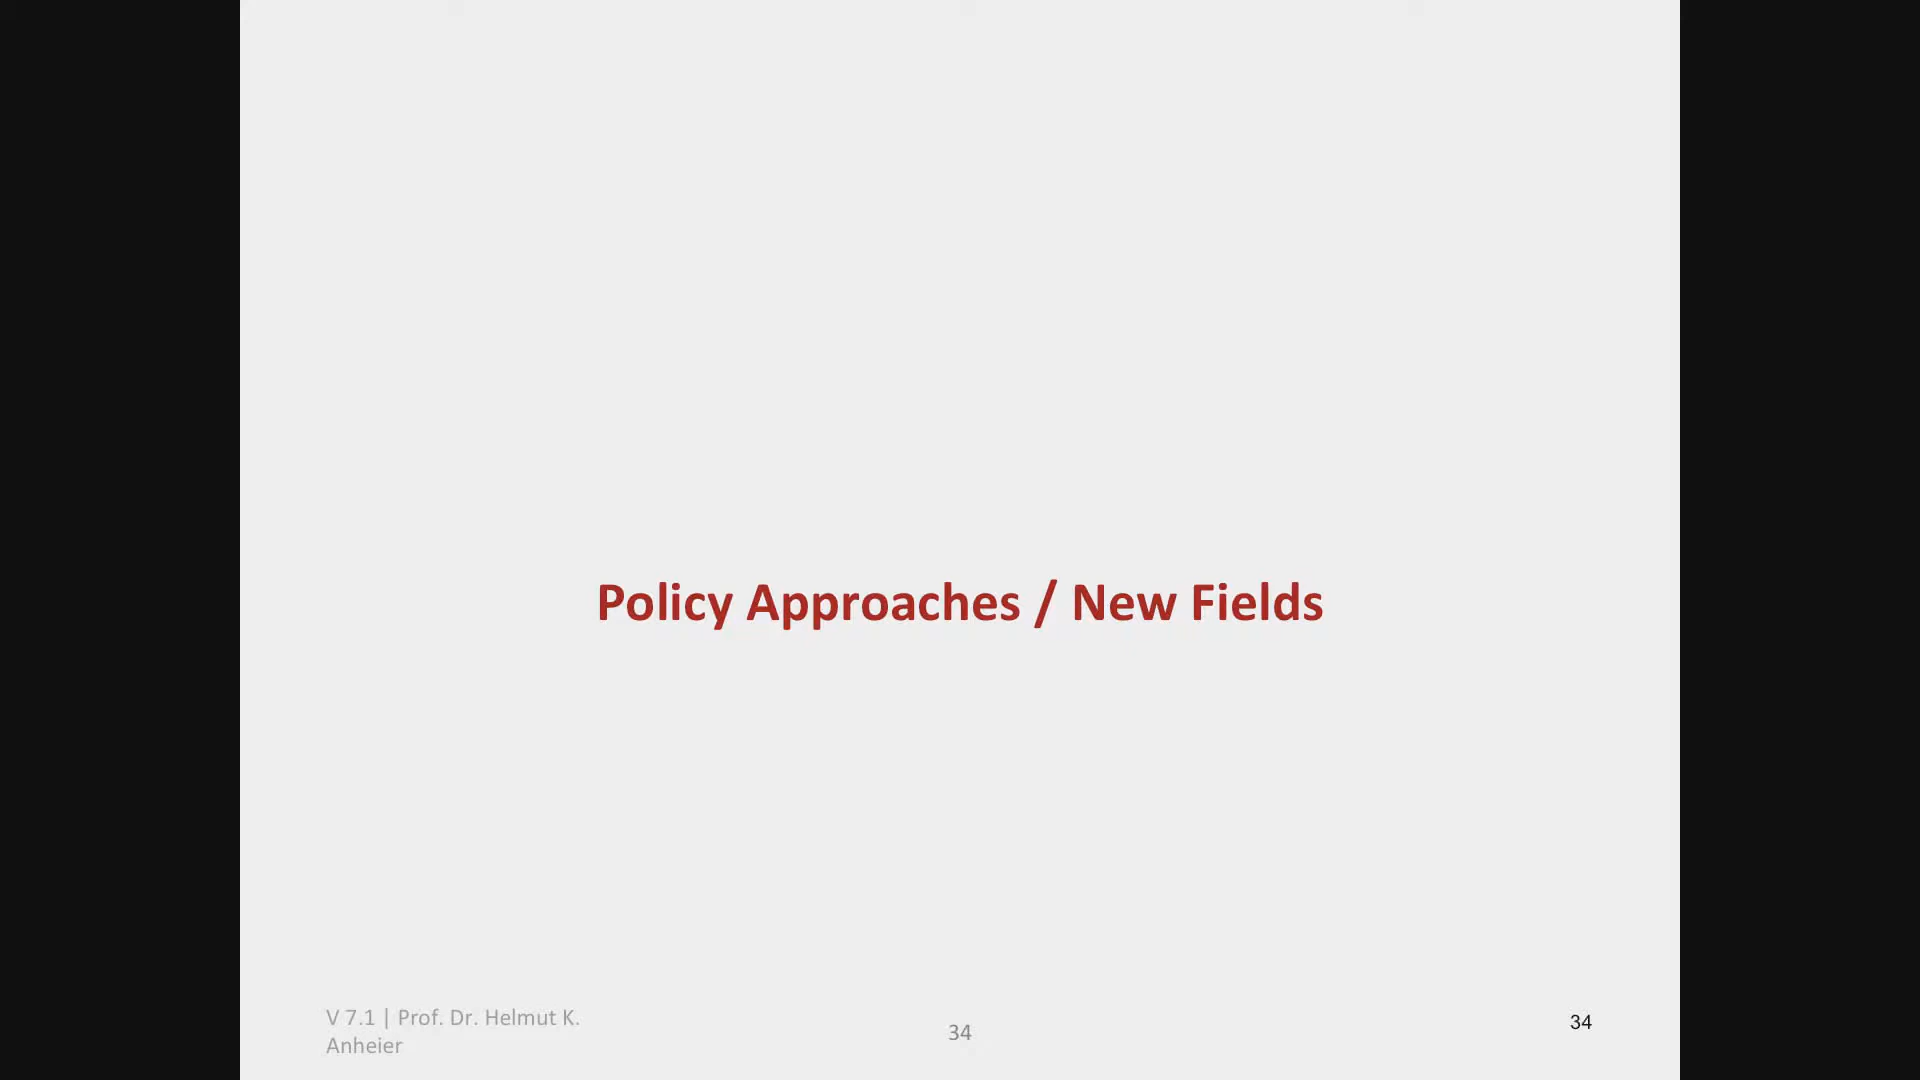 Policy Approaches / New Fields
V 7.1 | Prof. Dr. Helmut K.
Anheier
34
34